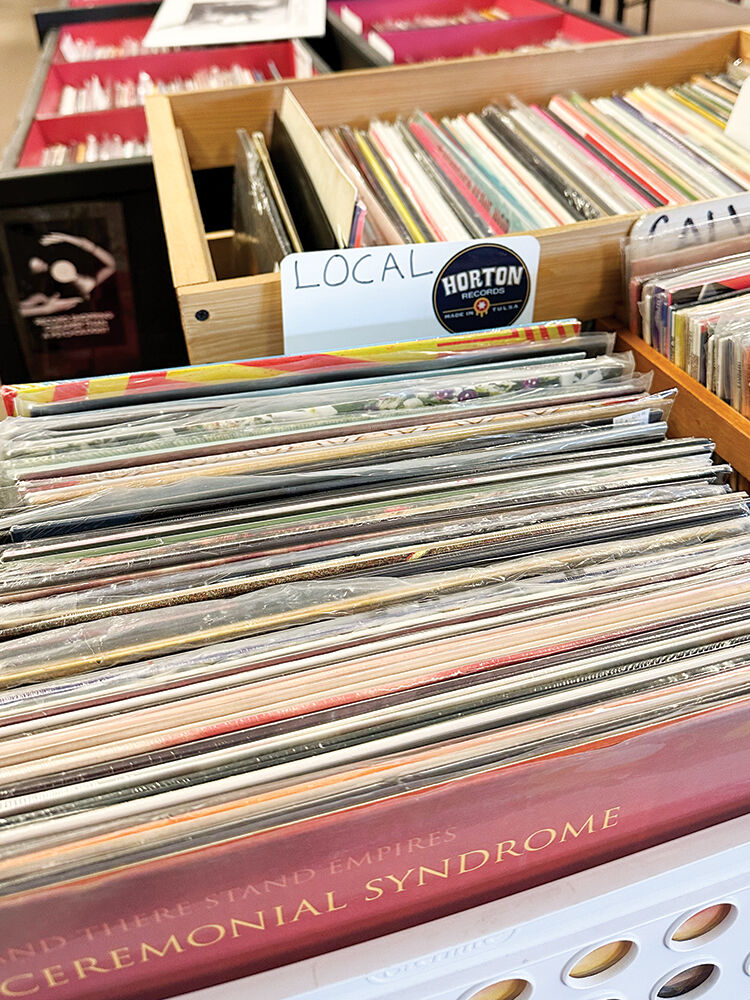 LOCAL
HORTON
RECORDS
MADE IN TULSA
AND THERE STAND EMPIRES
CEREMONIAL SYNDROME